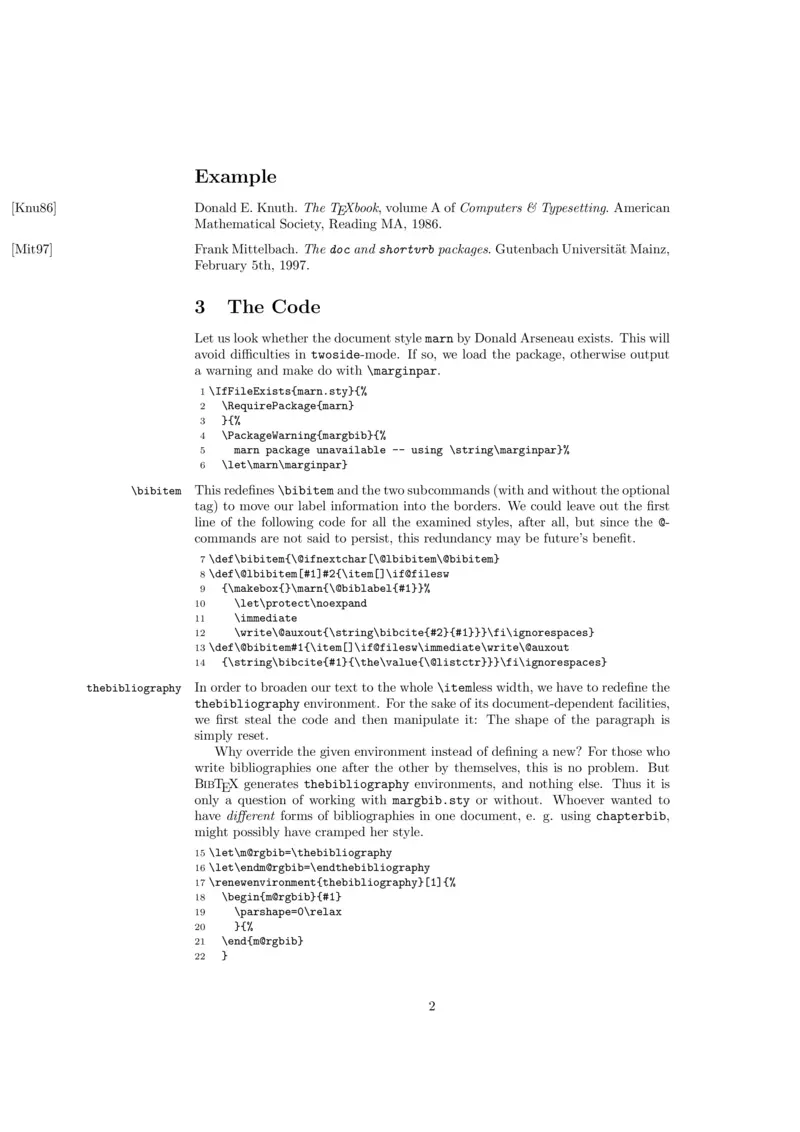 Example
[Knu86] Donald E. Knuth. The TEXbook, volume A of Computers & Typesetting. American
Mathematical Society, Reading MA, 1986.
[Mit97] Frank Mittelbach. The doc and shortvrb packages. Gutenbach Universität Mainz,
February 5th, 1997.
3 The Code
Let us look whether the document style marn by Donald Arseneau exists. This will
avoid difficulties in twoside-mode. If so, we load the package, otherwise output
a warning and make do with \marginpar.
1 \IfFileExists{marn.sty}{%
2 \RequirePackage{marn}
3 }{%
4 \PackageWarning{margbib}{%
5 marn package unavailable -- using \string\marginpar}%
6 \let\marn\marginpar}
\bibitem This redefines \bibitem and the two subcommands (with and without the optional
tag) to move our label information into the borders. We could leave out the first
line of the following code for all the examined styles, after all, but since the @-
commands are not said to persist, this redundancy may be future's benefit.
7 \def\bibitem{\@ifnextchar[\@lbibitem\@bibitem}
8 \def\@lbibitem[#1]#2{\item[]\if@filesw
9 {\makebox{}\marn{\@biblabel{#1}}%
10 \let\protect\noexpand
11 \immediate
12 \write\@auxout{\string\bibcite{#2}{#1}}}\fi\ignorespaces}
13 \def\@bibitem#1{\item[]\if@filesw\immediate\write\@auxout
14 {\string\bibcite{#1}{\the\value{\@listctr}}}\fi\ignorespaces}
thebibliography In order to broaden our text to the whole \itemless width, we have to redefine the
thebibliography environment. For the sake of its document-dependent facilities,
we first steal the code and then manipulate it: The shape of the paragraph is
simply reset.
Why override the given environment instead of defining a new? For those who
write bibliographies one after the other by themselves, this is no problem. But
BIBTEX generates thebibliography environments, and nothing else. Thus it is
only a question of working with margbib.sty or without. Whoever wanted to
have different forms of bibliographies in one document, e. g. using chapterbib,
might possibly have cramped her style.
15 \let\m@rgbib=\thebibliography
16 \let\endm@rgbib=\endthebibliography
17 \renewenvironment{thebibliography}[1]{%
18 \begin{m@rgbib}{#1}
19 \parshape=0\relax
20 }{%
21 \end{m@rgbib}
22 }
2